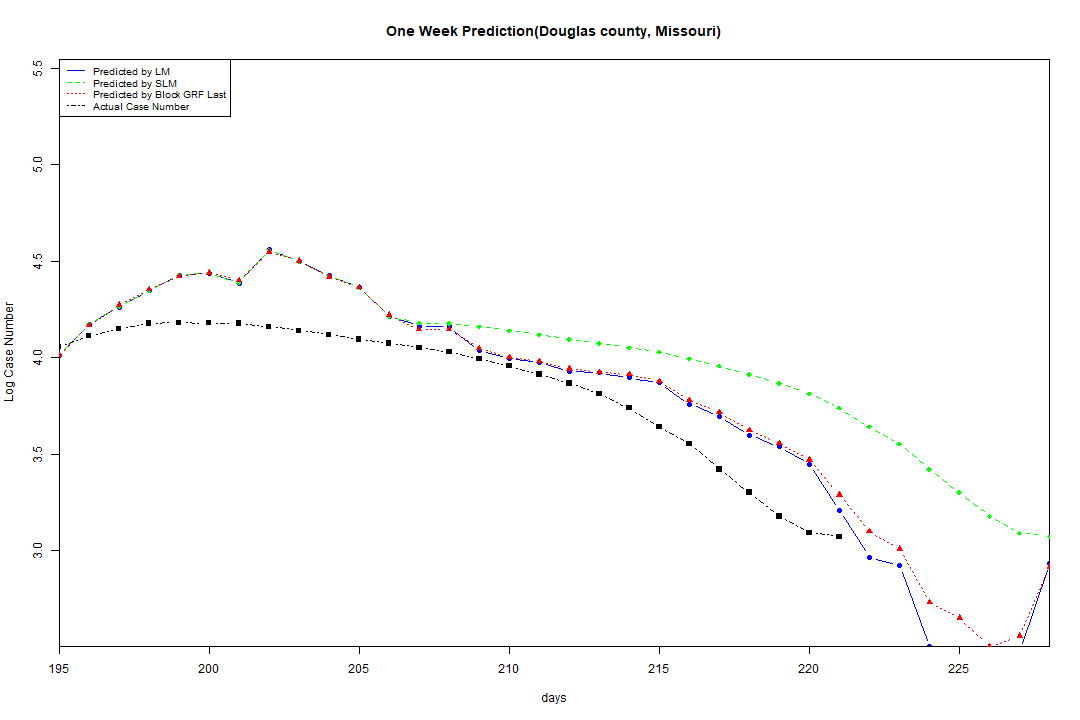 One Week Prediction(Douglas county, Missouri)
Predicted by LM
Predicted by SLM
Predicted by Block GRF Last
Actual Case Number
5.5
5.0
4.5
4.0
3.5
3.0
Log Case Number
195 200 205 210 215 220 225
days